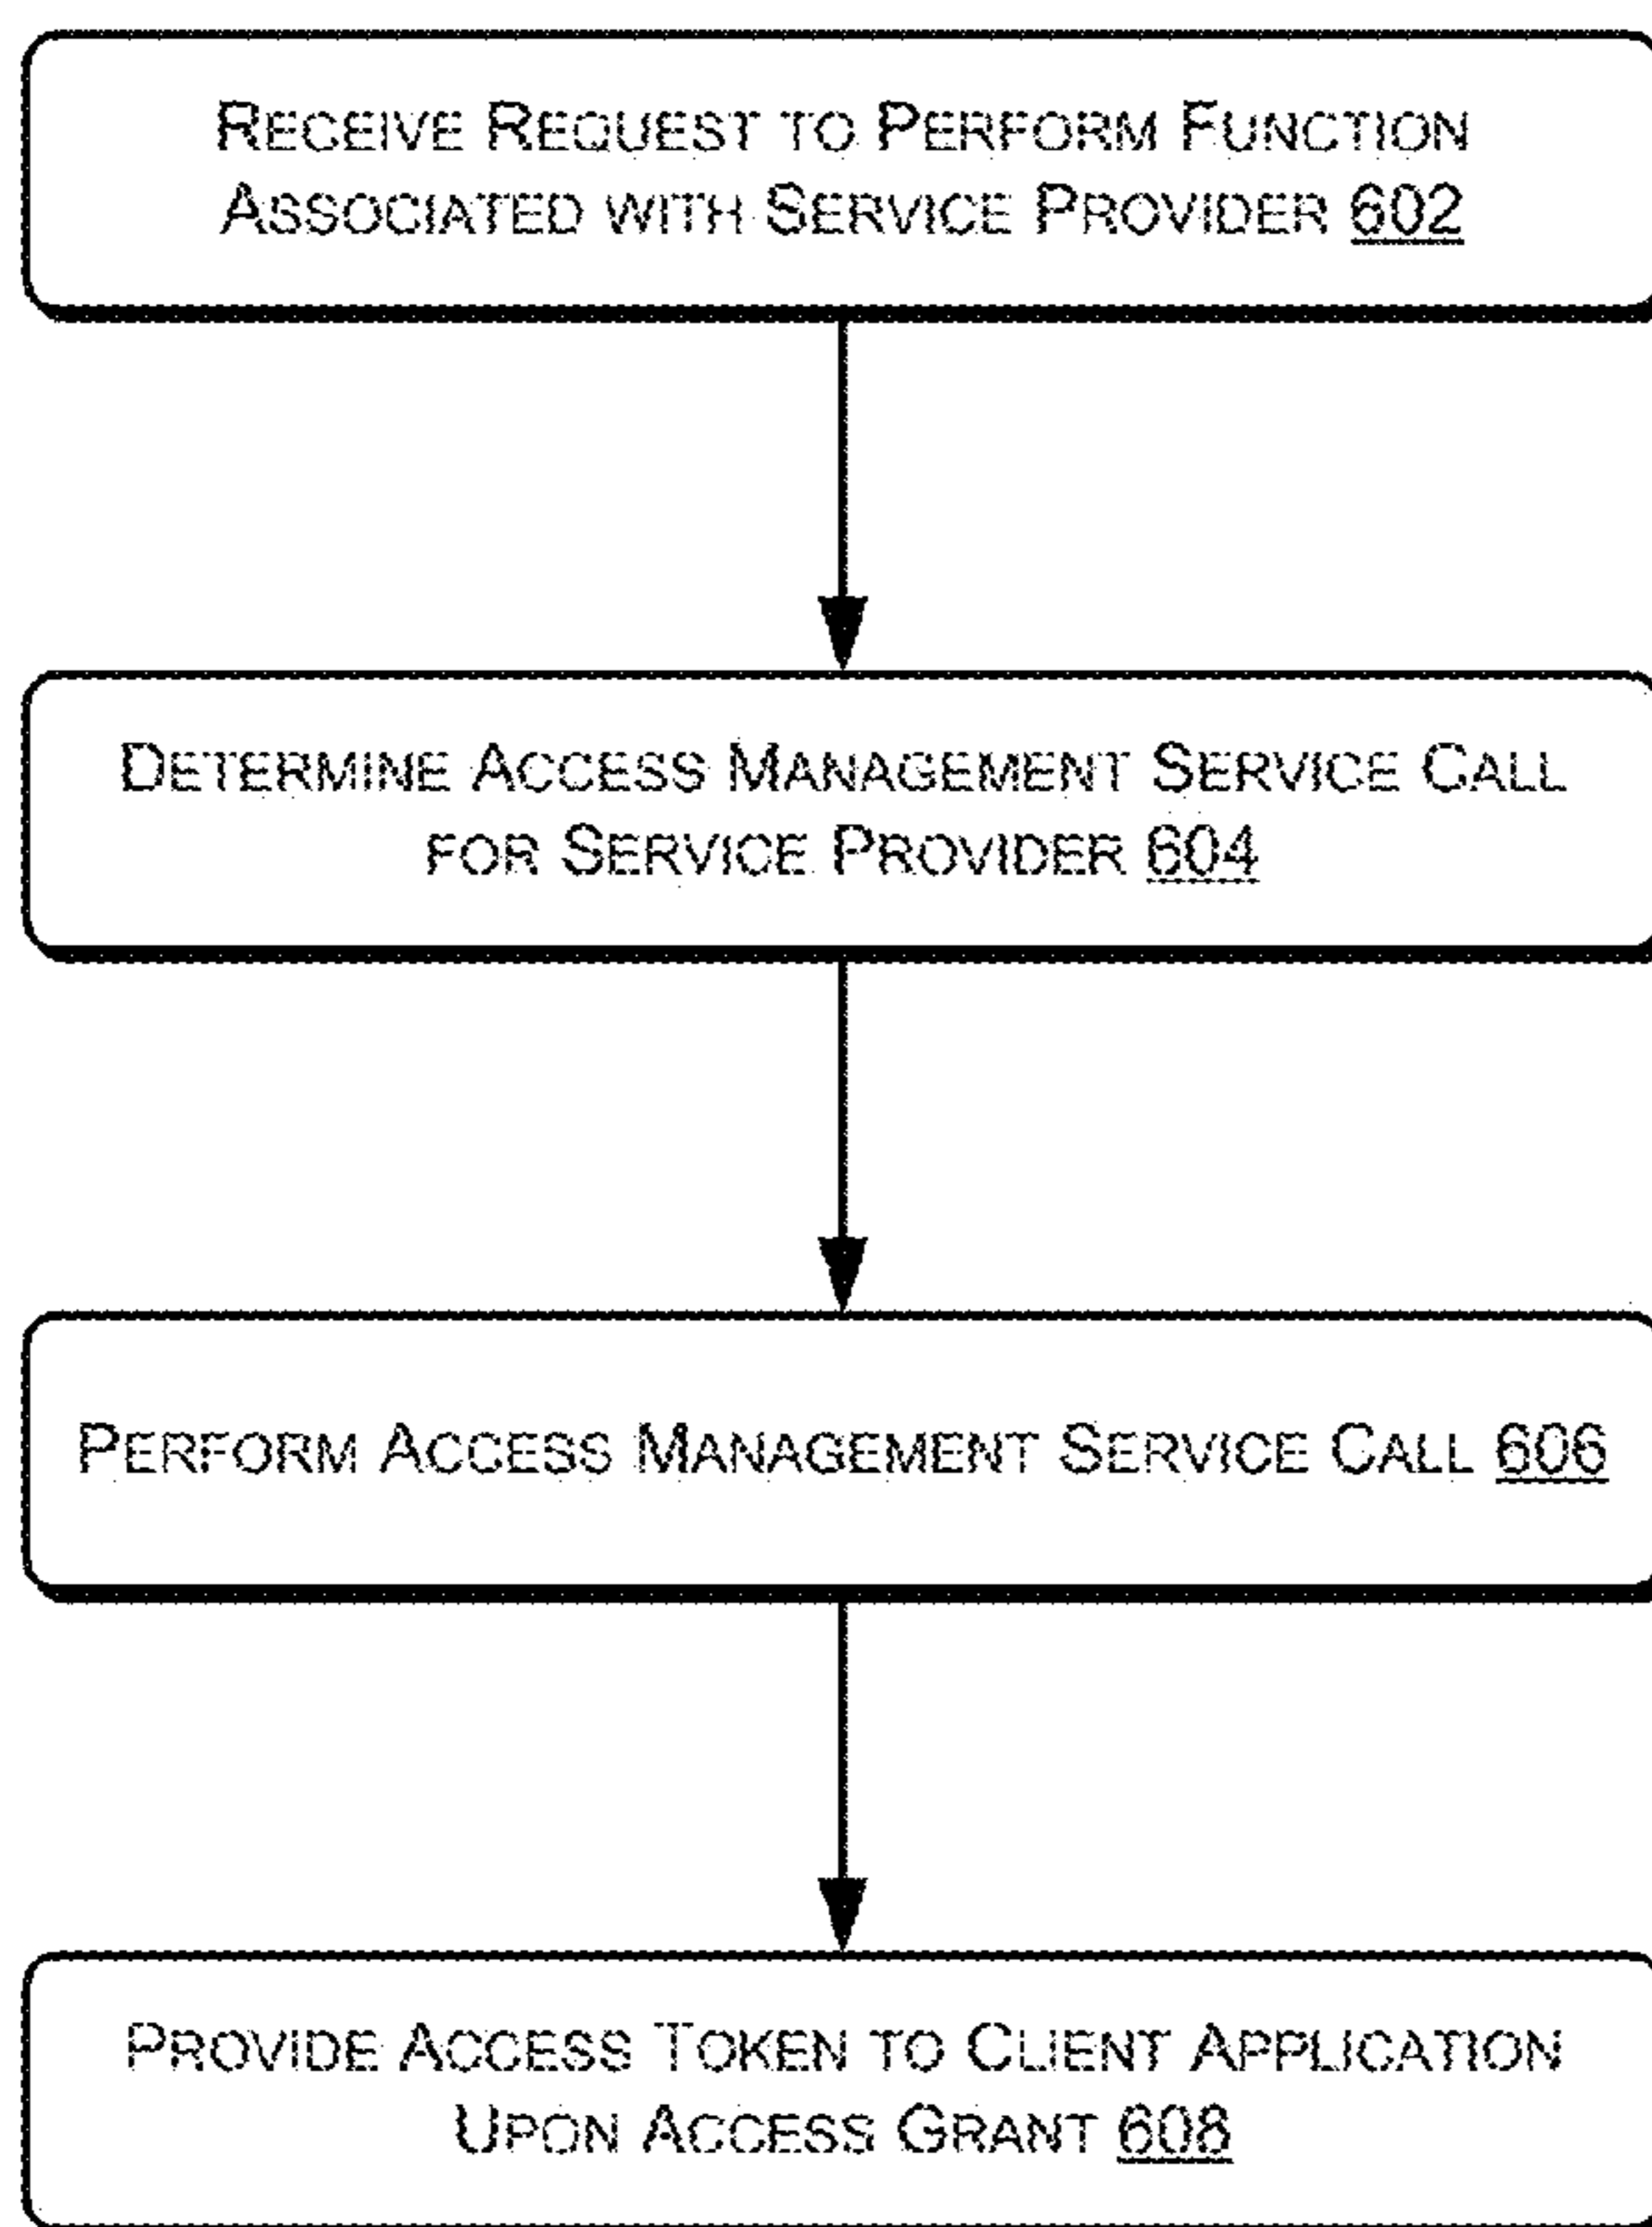 RECEIVE REQUEST TO PERFORM FUNCTION
ASSOCIATED WITH SERVICE PROVIDER 602
DETERMINE ACCESS MANAGEMENT SERVICE CALL
FOR SERVICE PROVIDER 604
PERFORM ACCESS MANAGEMENT SERVICE CALL 606
PROVIDE ACCESS TOKEN TO CLIENT APPLICATION
UPON ACCESS GRANT 608